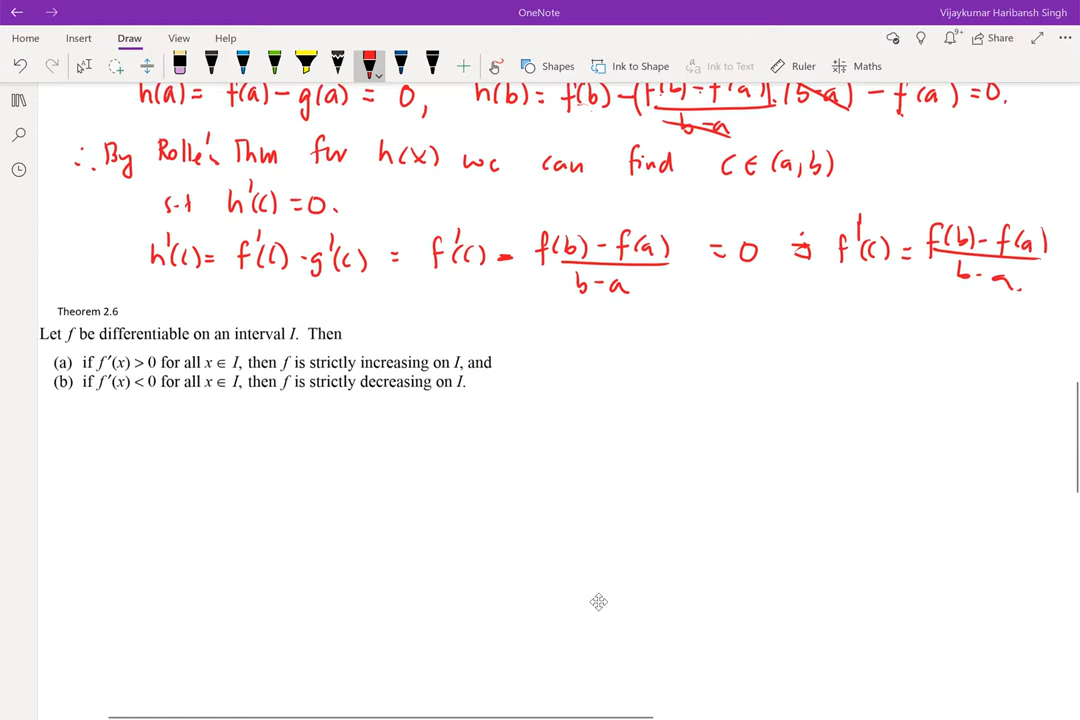 OneNote
Vijaykumar Haribansh Singh
Home Insert Draw View Help
9+ Share
Shapes Ink to Shape Ink to Text Ruler Maths
h(a) = f(a) - g(a) = 0, h(b) = f(b) - (f(b) - f(a)).(b-a) - f(a) = 0.
b-a
∴ By Rolle's Thm for h(x) we can find c ∈ (a,b)
s.t h'(c) = 0.
h'(c) = f'(c) - g'(c) = f'(c) - f(b) - f(a) = 0 f'(c) = f(b) - f(a)
b-a b-a.
Theorem 2.6
Let f be differentiable on an interval I. Then
(a) if f'(x) > 0 for all x ∈ I, then f is strictly increasing on I, and
(b) if f'(x) < 0 for all x ∈ I, then f is strictly decreasing on I.